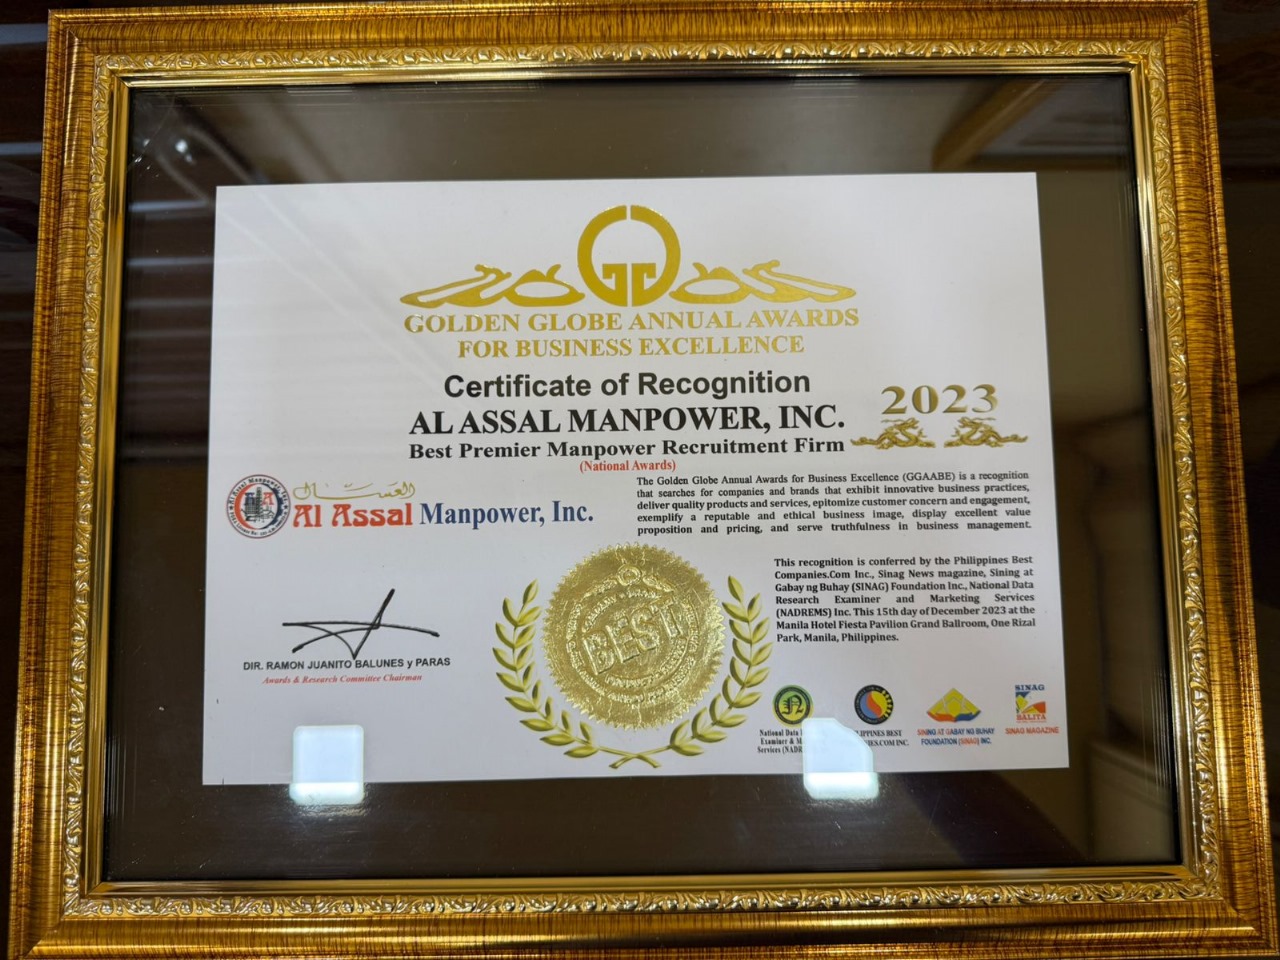 GOLDEN GLOBE ANNUAL AWARDS
FOR BUSINESS EXCELLENCE
Certificate of Recognition
AL ASSAL MANPOWER, INC.
Best Premier Manpower Recruitment Firm
(National Awards)
2023
العسال
Al Assal Manpower, Inc.
The Golden Globe Annual Awards for Business Excellence (GGAABE) is a recognition
that searches for companies and brands that exhibit innovative business practices,
deliver quality products and services, epitomize customer concern and engagement,
exemplify a reputable and ethical business image, display excellent value
proposition and pricing, and serve truthfulness in business management.
This recognition is conferred by the Philippines Best
Companies.Com Inc., Sinag News magazine, Sining at
Gabay ng Buhay (SINAG) Foundation Inc., National Data
Research Examiner and Marketing Services
(NADREMS) Inc. This 15th day of December 2023 at the
Manila Hotel Fiesta Pavilion Grand Ballroom, One Rizal
Park, Manila, Philippines.
BEST
DIR. RAMON JUANITO BALUNES y PARAS
Awards & Research Committee Chairman
National Data
Examiner &
Services
BEST
INC.
SINING AT GABAY NG BUHAY
FOUNDATION (SINAG) INC.
SINAG
BALITA
SINAG MAGAZINE